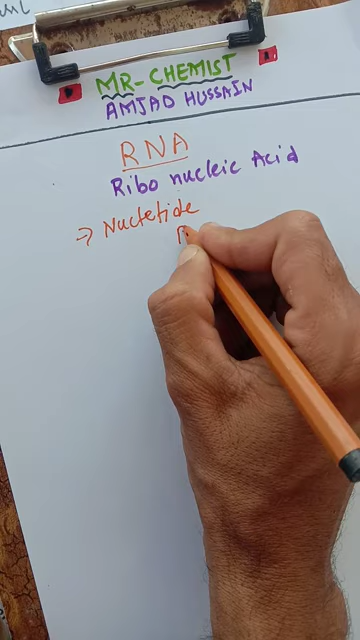 MR-CHEMIST
AMJAD HUSSAIN
RNA
Ribo nucleic Acid
→ Nucletide